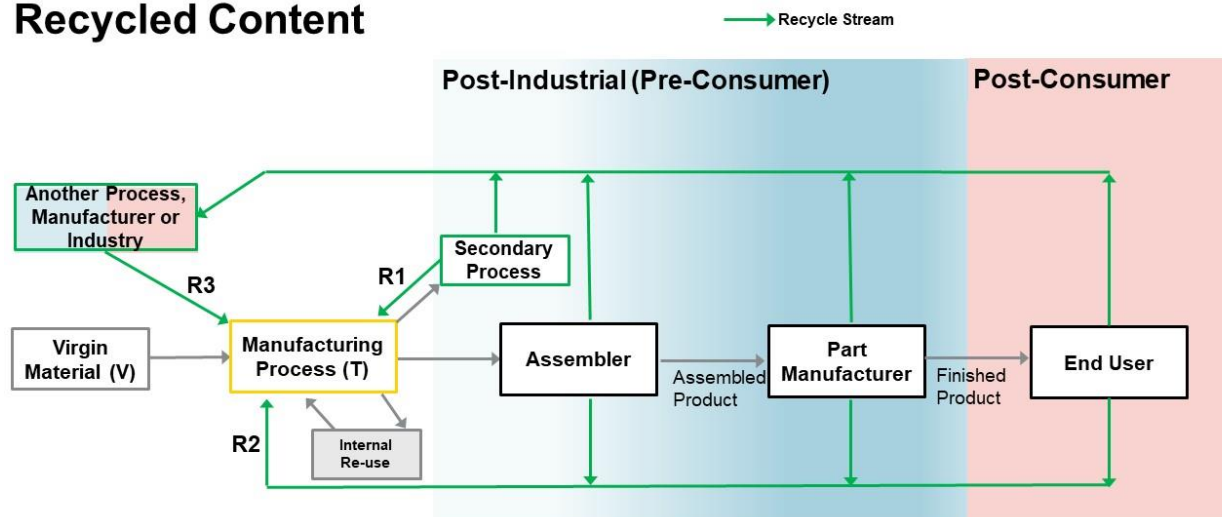 Recycled Content
Recycle Stream
Post-Industrial (Pre-Consumer)
Post-Consumer
Another Process,
Manufacturer or
Industry
R3
R1
Secondary
Process
Virgin
Material (V)
Manufacturing
Process (T)
Assembler
Assembled
Product
Part
Manufacturer
Finished
Product
End User
R2
Internal
Re-use